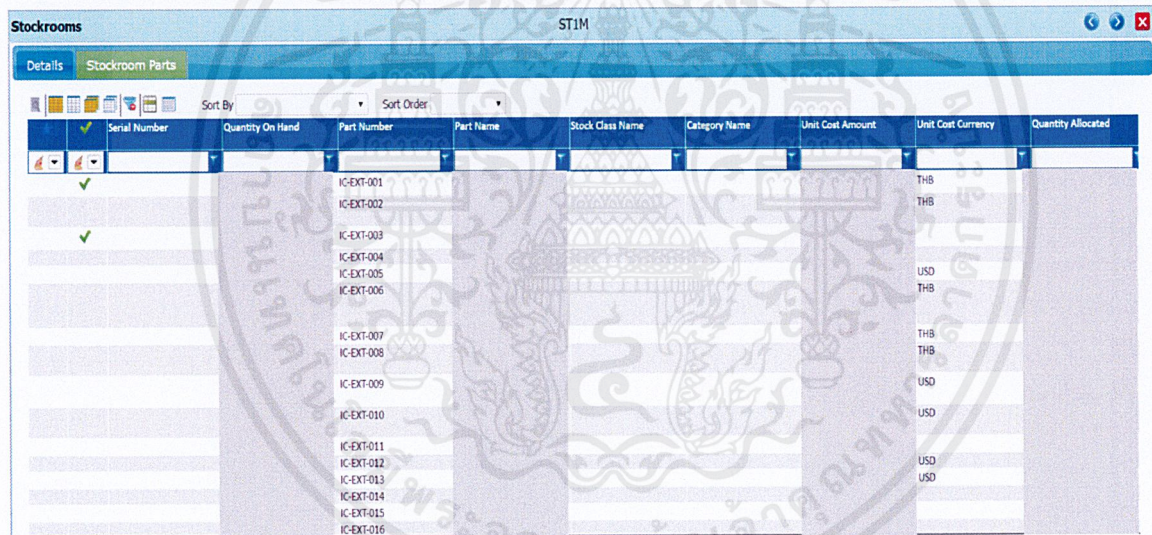 Stockrooms ST1M
Details Stockroom Parts
Sort By Sort Order
Serial Number Quantity On Hand Part Number Part Name Stock Class Name Category Name Unit Cost Amount Unit Cost Currency Quantity Allocated
IC-EXT-001 THB
IC-EXT-002 THB
IC-EXT-003
IC-EXT-004
IC-EXT-005 USD
IC-EXT-006 THB
IC-EXT-007 THB
IC-EXT-008 THB
IC-EXT-009 USD
IC-EXT-010 USD
IC-EXT-011
IC-EXT-012 USD
IC-EXT-013 USD
IC-EXT-014
IC-EXT-015
IC-EXT-016